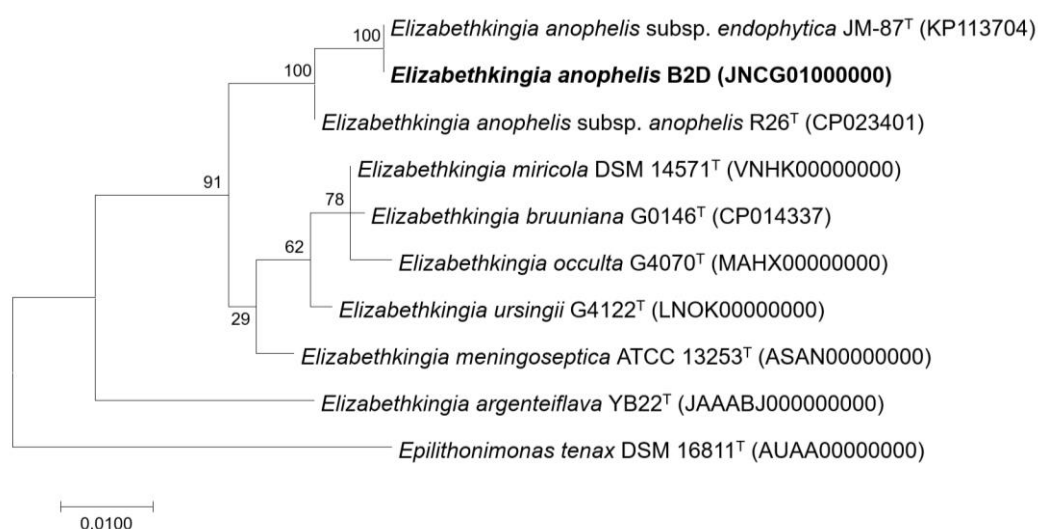 100
Elizabethkingia anophelis subsp. endophytica JM-87ᵀ (KP113704)
100
Elizabethkingia anophelis B2D (JNCG01000000)
Elizabethkingia anophelis subsp. anophelis R26ᵀ (CP023401)
Elizabethkingia miricola DSM 14571ᵀ (VNHK00000000)
91
78
Elizabethkingia bruuniana G0146ᵀ (CP014337)
62
Elizabethkingia occulta G4070ᵀ (MAHX00000000)
Elizabethkingia ursingii G4122ᵀ (LNOK00000000)
29
Elizabethkingia meningoseptica ATCC 13253ᵀ (ASAN00000000)
Elizabethkingia argenteiflava YB22ᵀ (JAAABJ000000000)
Epilithonimonas tenax DSM 16811ᵀ (AUAA00000000)
0.0100